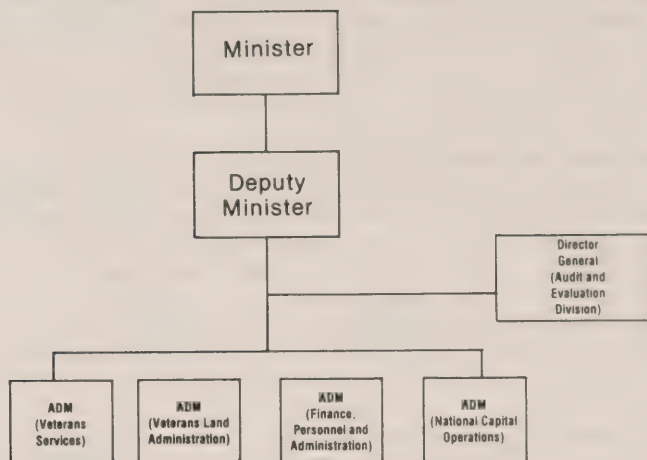 Minister
Deputy
Minister
Director
General
(Audit and
Evaluation
Division)
ADM
(Veterans
Services)
ADM
(Veterans Land
Administration)
ADM
(Finance,
Personnel and
Administration)
ADM
(National Capital
Operations)